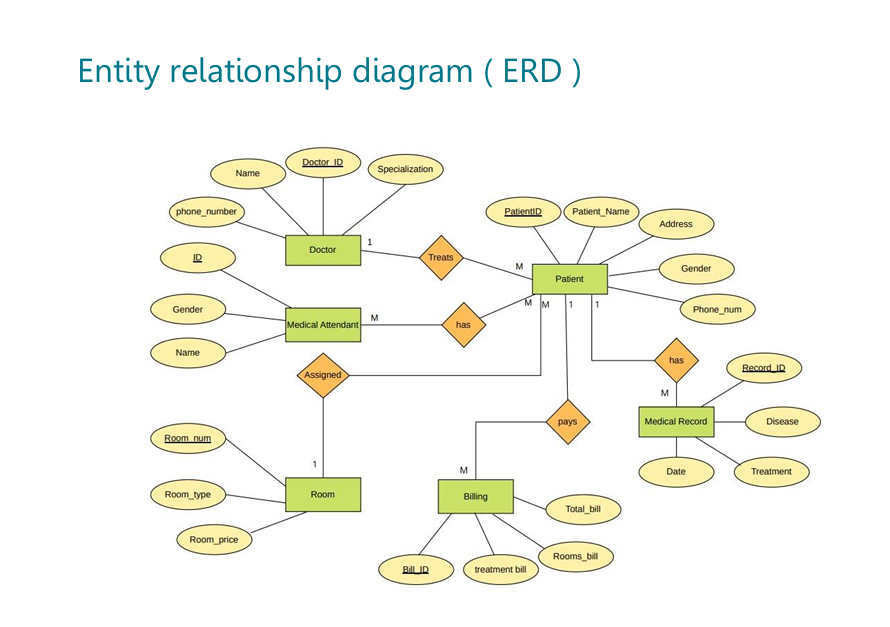 Entity relationship diagram ( ERD )
Doctor_ID
Name
Specialization
phone_number
PatientID
Patient_Name
Address
1
Doctor
Treats
ID
M
Patient
Gender
Gender
M
M
1
1
Phone_num
Medical Attendant
M
has
Name
has
Assigned
Record_ID
M
pays
Medical Record
Disease
Room_num
1
M
Date
Treatment
Room_type
Room
Billing
Total_bill
Room_price
Rooms_bill
Bill_ID
treatment bill